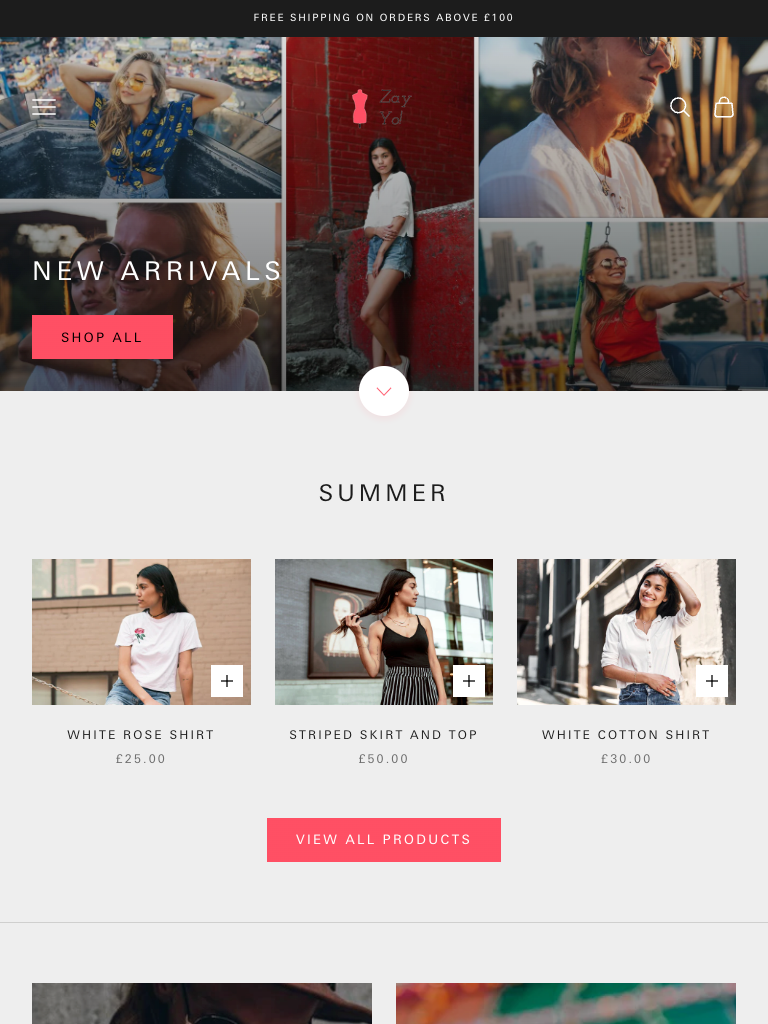 FREE SHIPPING ON ORDERS ABOVE £100
Zay
Yo!
NEW ARRIVALS
SHOP ALL
SUMMER
WHITE ROSE SHIRT
£25.00
STRIPED SKIRT AND TOP
£50.00
WHITE COTTON SHIRT
£30.00
VIEW ALL PRODUCTS